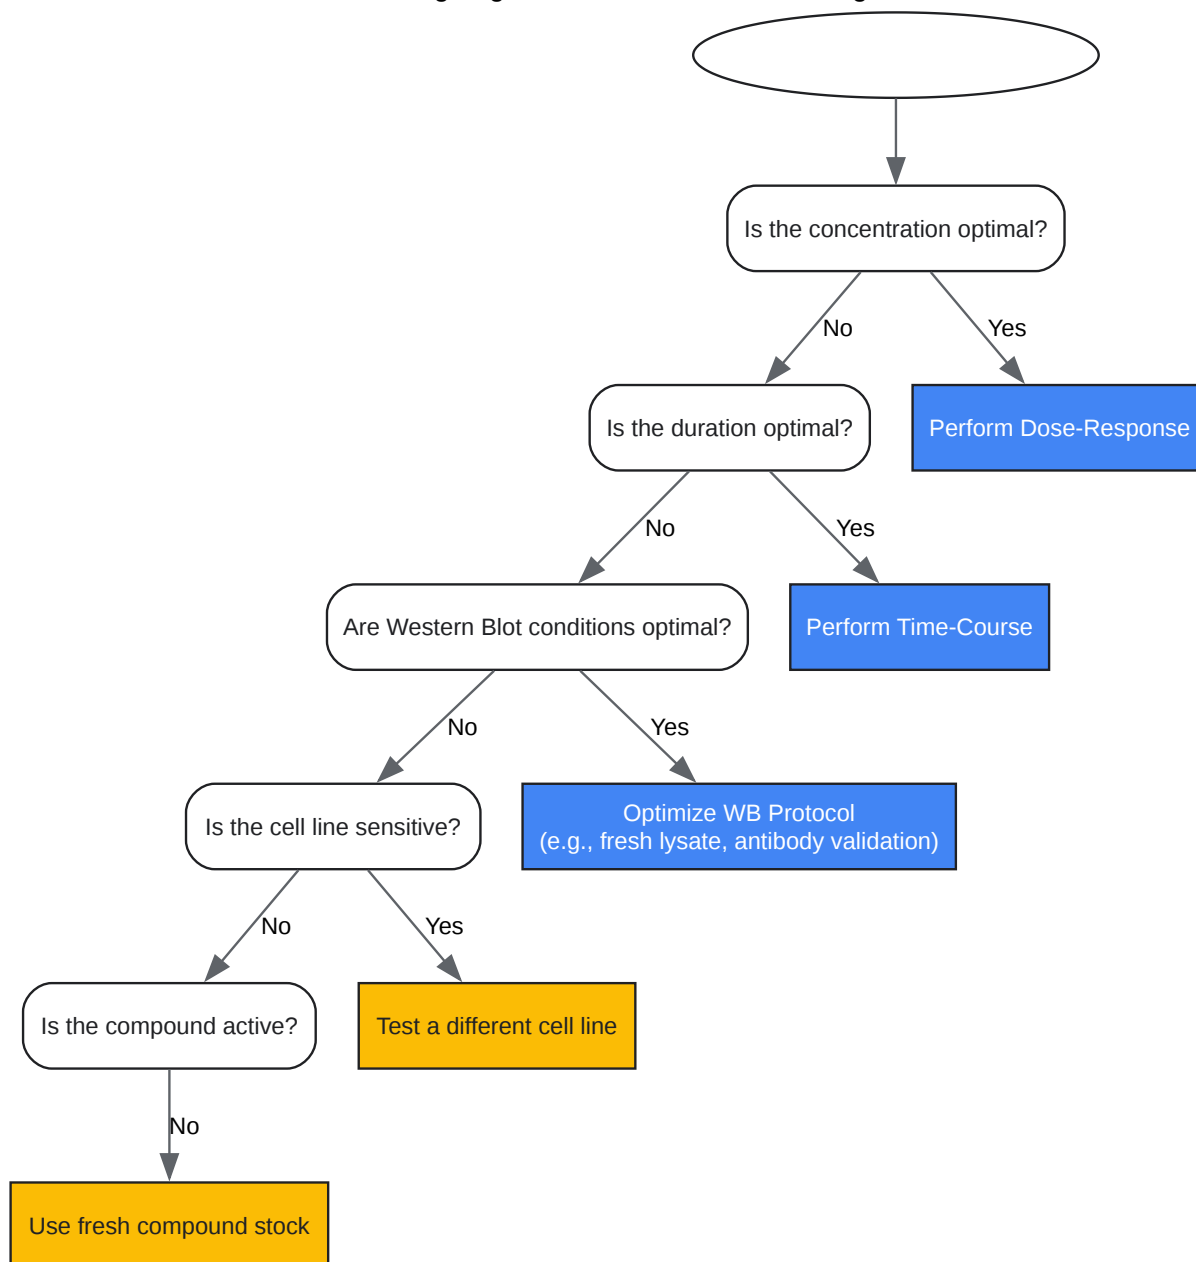 Is the concentration optimal?
No
Yes
Is the duration optimal?
Perform Dose-Response
No
Yes
Are Western Blot conditions optimal?
Perform Time-Course
No
Yes
Is the cell line sensitive?
Optimize WB Protocol
(e.g., fresh lysate, antibody validation)
No
Yes
Is the compound active?
Test a different cell line
No
Use fresh compound stock